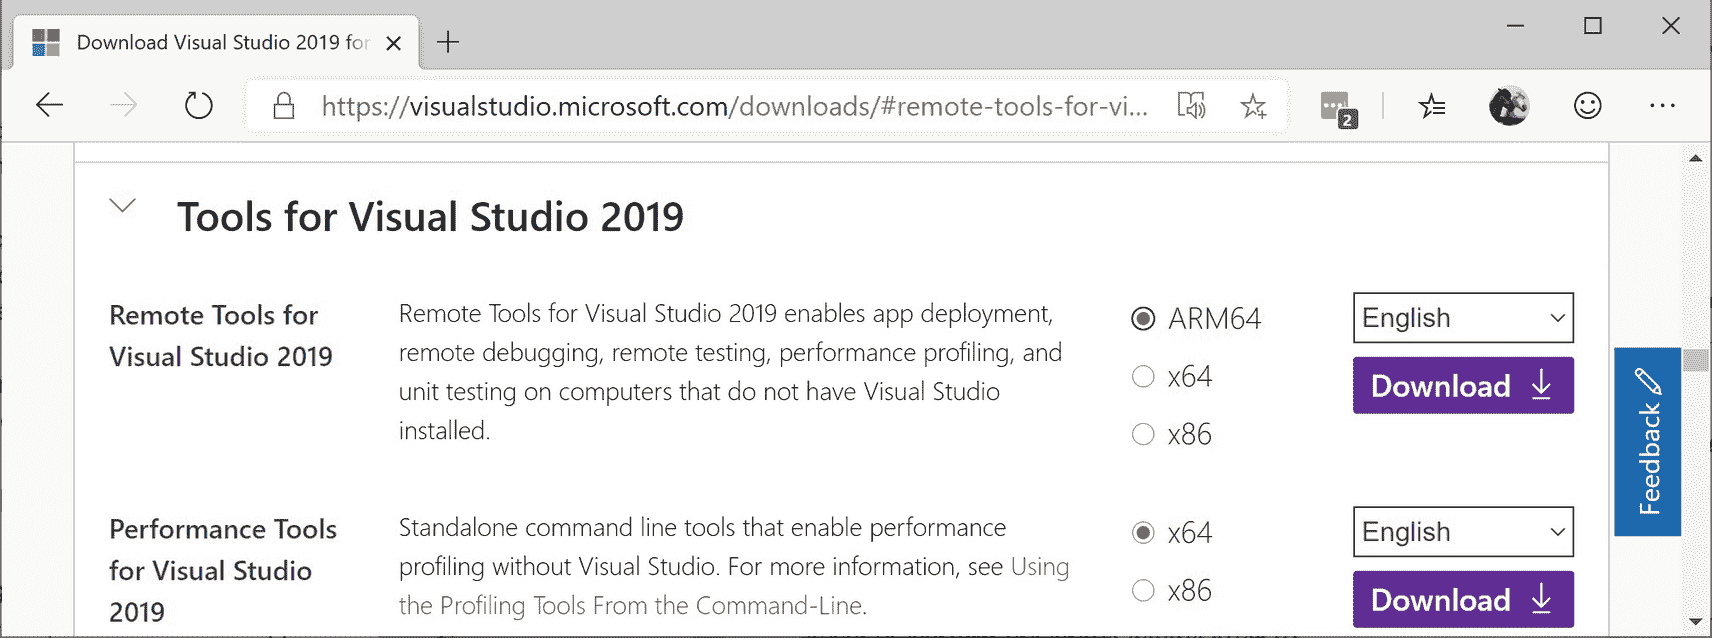 Download Visual Studio 2019 for
https://visualstudio.microsoft.com/downloads/#remote-tools-for-vi...
2
Tools for Visual Studio 2019
Remote Tools for
Visual Studio 2019
Remote Tools for Visual Studio 2019 enables app deployment,
remote debugging, remote testing, performance profiling, and
unit testing on computers that do not have Visual Studio
installed.
ARM64
x64
x86
English
Download
Feedback
Performance Tools
for Visual Studio
2019
Standalone command line tools that enable performance
profiling without Visual Studio. For more information, see Using
the Profiling Tools From the Command-Line.
x64
x86
English
Download